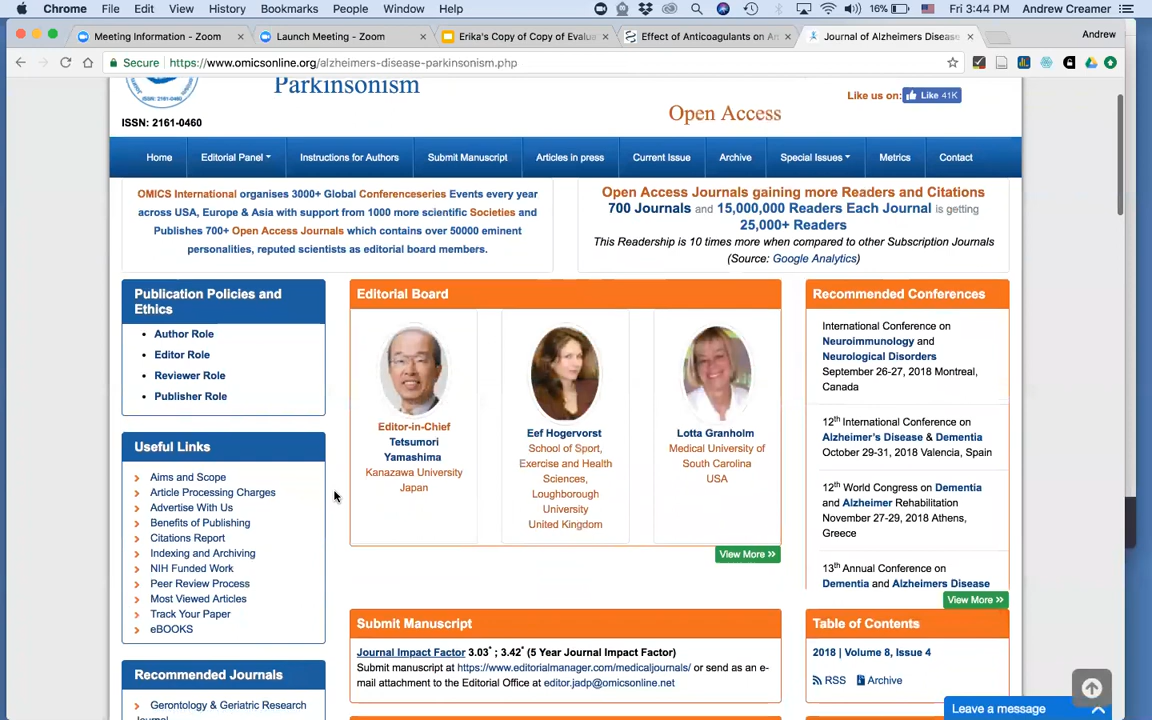 Chrome File Edit View History Bookmarks People Window Help 16% Fri 3:44 PM Andrew Creamer
Meeting Information - Zoom × Launch Meeting - Zoom × Erika's Copy of Copy of Evalua × Effect of Anticoagulants on Art × Journal of Alzheimers Disease × Andrew
Secure https://www.omicsonline.org/alzheimers-disease-parkinsonism.php
Parkinsonism
ISSN: 2161-0460
ISSN: 2161-0460
Open Access
Like us on: Like 41K
Home Editorial Panel Instructions for Authors Submit Manuscript Articles in press Current Issue Archive Special Issues Metrics Contact
OMICS International organises 3000+ Global Conferenceseries Events every year
across USA, Europe & Asia with support from 1000 more scientific Societies and
Publishes 700+ Open Access Journals which contains over 50000 eminent
personalities, reputed scientists as editorial board members.
Open Access Journals gaining more Readers and Citations
700 Journals and 15,000,000 Readers Each Journal is getting
25,000+ Readers
This Readership is 10 times more when compared to other Subscription Journals
(Source: Google Analytics)
Publication Policies and
Ethics
Author Role
Editor Role
Reviewer Role
Publisher Role
Useful Links
Aims and Scope
Article Processing Charges
Advertise With Us
Benefits of Publishing
Citations Report
Indexing and Archiving
NIH Funded Work
Peer Review Process
Most Viewed Articles
Track Your Paper
eBOOKS
Recommended Journals
Gerontology & Geriatric Research
Editorial Board
Editor-in-Chief
Tetsumori
Yamashima
Kanazawa University
Japan
Eef Hogervorst
School of Sport,
Exercise and Health
Sciences,
Loughborough
University
United Kingdom
Lotta Granholm
Medical University of
South Carolina
USA
View More »
Submit Manuscript
Journal Impact Factor 3.03* ; 3.42* (5 Year Journal Impact Factor)
Submit manuscript at https://www.editorialmanager.com/medicaljournals/ or send as an e-
mail attachment to the Editorial Office at editor.jadp@omicsonline.net
Recommended Conferences
International Conference on
Neuroimmunology and
Neurological Disorders
September 26-27, 2018 Montreal,
Canada
12th International Conference on
Alzheimer's Disease & Dementia
October 29-31, 2018 Valencia, Spain
12th World Congress on Dementia
and Alzheimer Rehabilitation
November 27-29, 2018 Athens,
Greece
13th Annual Conference on
Dementia and Alzheimers Disease
View More »
Table of Contents
2018 | Volume 8, Issue 4
RSS Archive
Leave a message